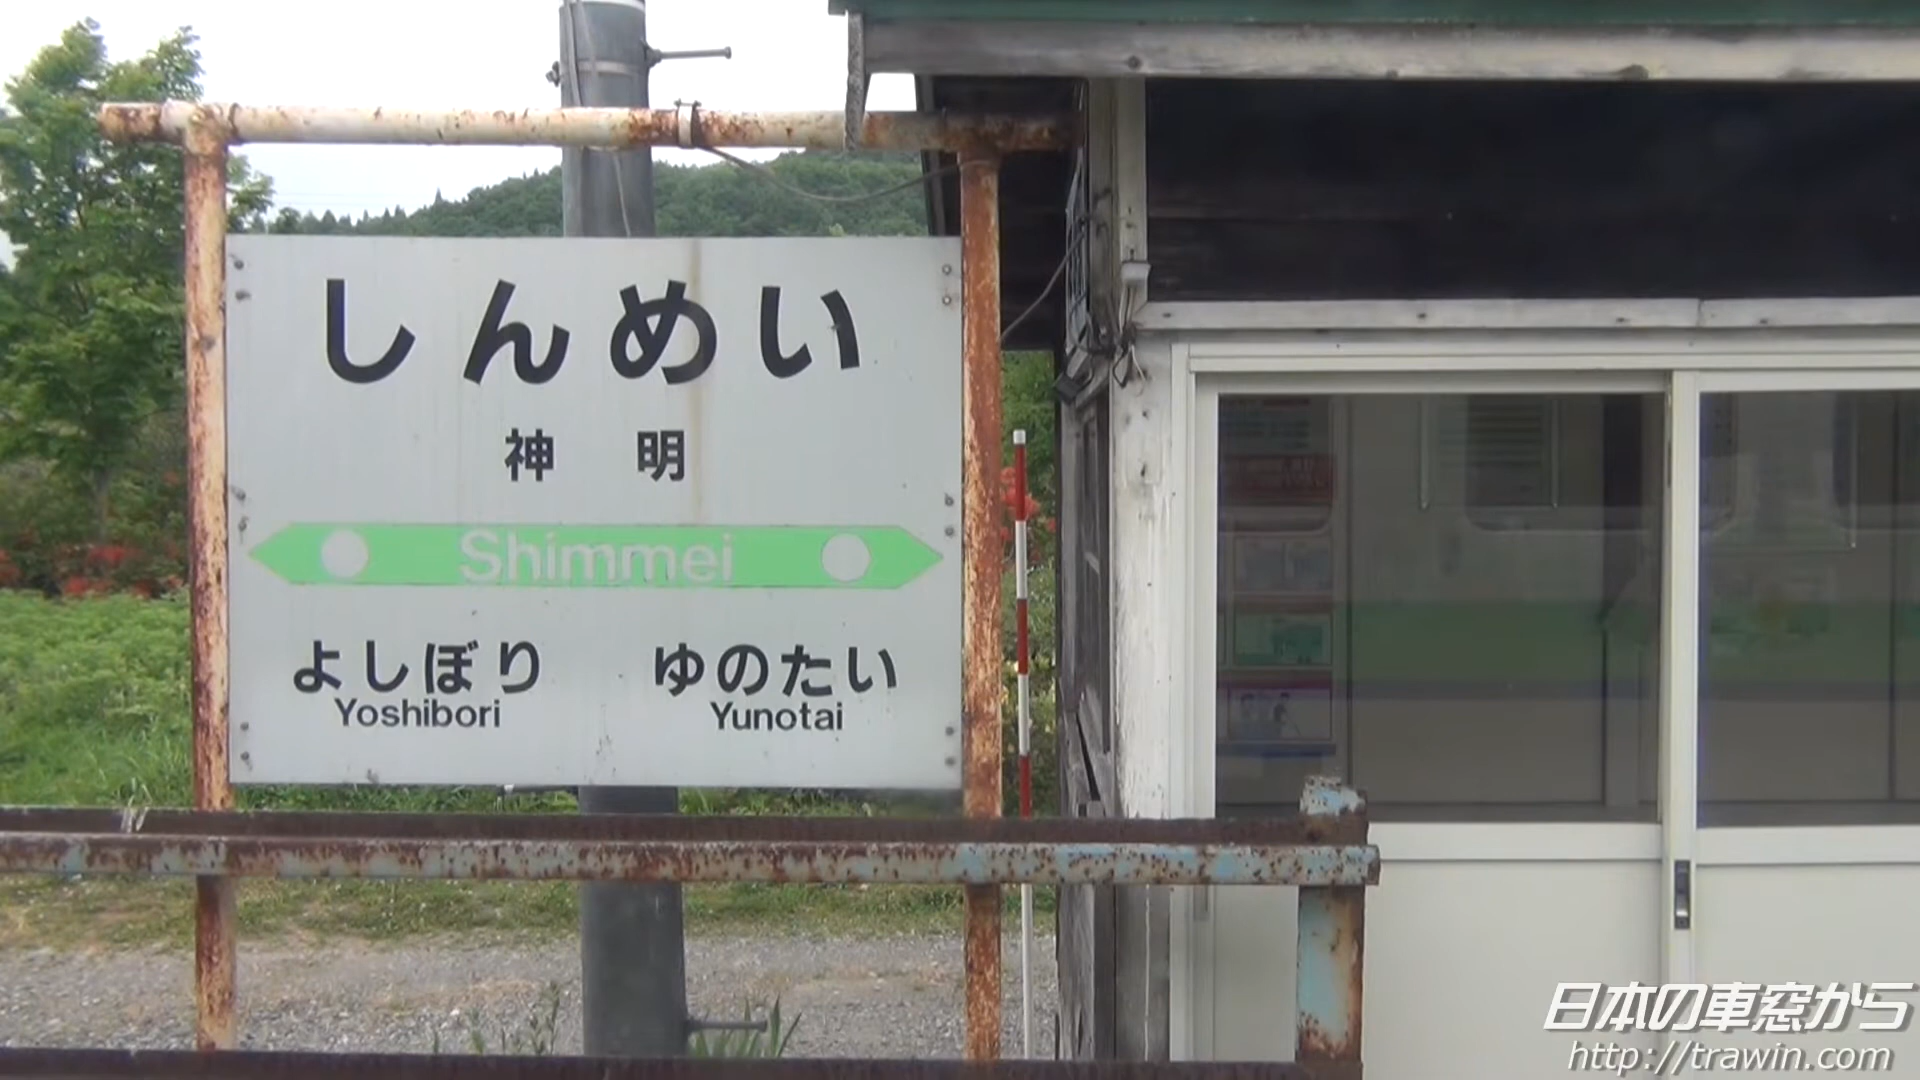 しんめい
神明
Shimmei
よしぼり ゆのたい
Yoshibori Yunotai
日本の車窓から
http://trawin.com